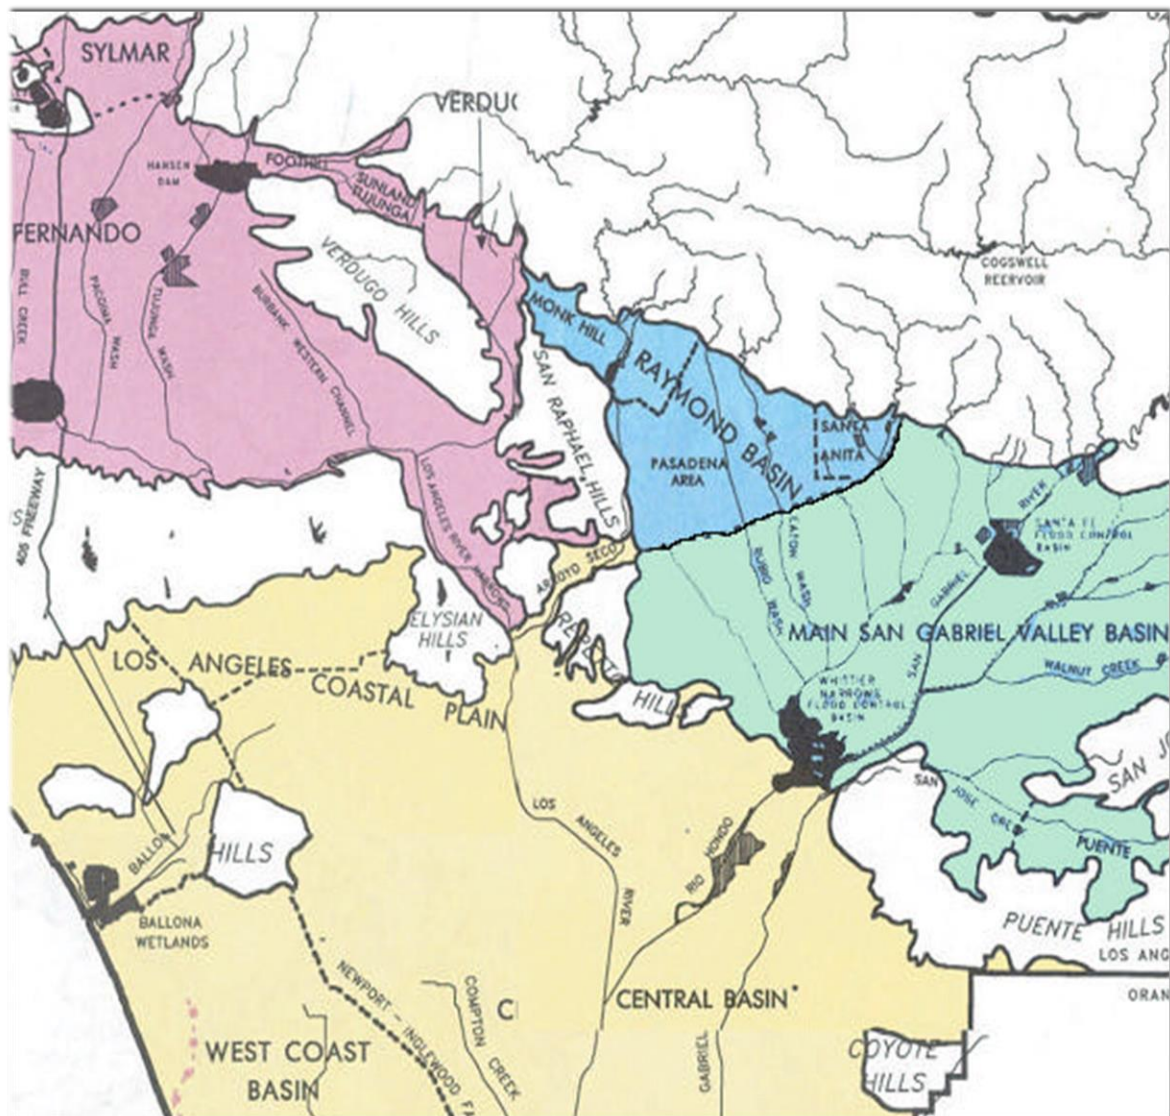 SYLMAR
VERDU
HANSEN
DAM
FOOTHILL
SUNLAND
TUJUNGA
FERNANDO
VERDUGO HILLS
COGSWELL
REERVOIR
BULL CREEK
PACOIMA WASH
TUJUNGA WASH
BURBANK WESTERN CHANNEL
MONK HILL
RAYMOND BASIN
SANTA
ANITA
PASADENA
AREA
SAN RAPHAEL HILLS
405 FREEWAY
LOS ANGELES RIVER
ARROYO SECO
RIVER
SANTA FE
FLOOD CONTROL
BASIN
EATON WASH
RUBIO WASH
SAN GABRIEL
ELYSIAN
HILLS
MAIN SAN GABRIEL VALLEY BASIN
WALNUT CREEK
LOS ANGELES
COASTAL PLAIN
HILLS
WHITTIER
NARROWS
FLOOD CONTROL
BASIN
SAN JOSE CREEK
SAN JO
PUENTE
LOS ANGELES RIVER
RIO HONDO
BALLONA
HILLS
BALLONA
WETLANDS
PUENTE HILLS
LOS ANG
ORAN
NEWPORT - INGLEWOOD FA
COMPTON CREEK
C
CENTRAL BASIN
WEST COAST
BASIN
GABRIEL
COYOTE
HILLS